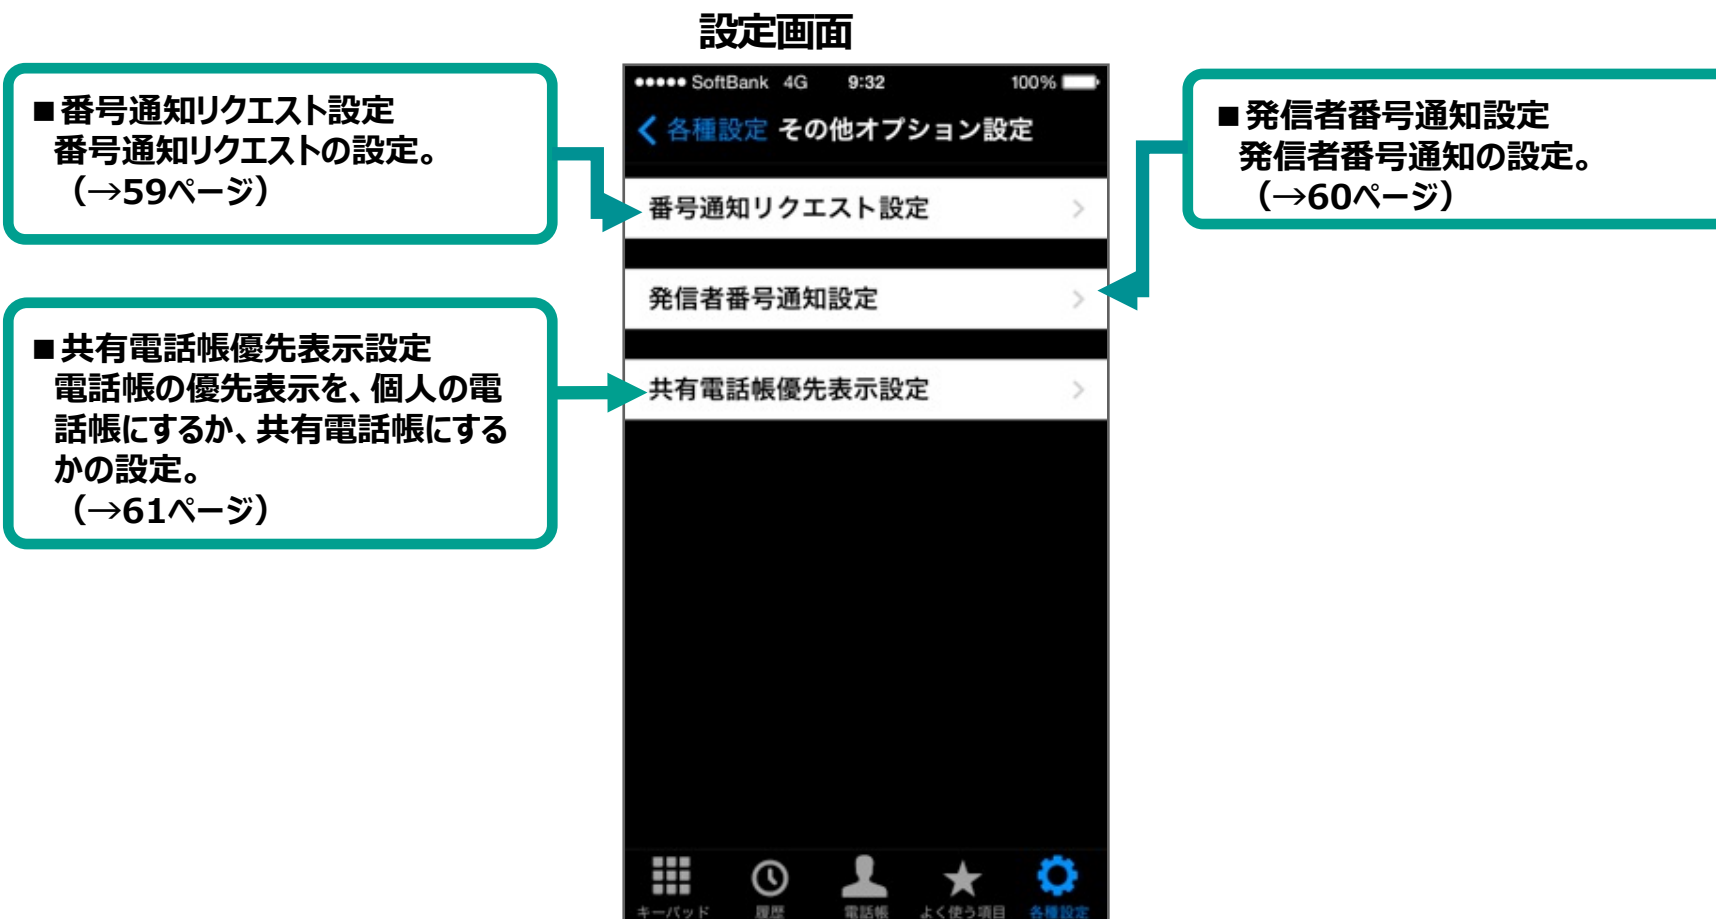 設定画面
■番号通知リクエスト設定
番号通知リクエストの設定。
（→59ページ）
■共有電話帳優先表示設定
電話帳の優先表示を、個人の電
話帳にするか、共有電話帳にする
かの設定。
（→61ページ）
SoftBank 4G 9:32 100%
各種設定 その他オプション設定
番号通知リクエスト設定
発信者番号通知設定
共有電話帳優先表示設定
キーパッド 履歴 電話帳 よく使う項目 各種設定
■発信者番号通知設定
発信者番号通知の設定。
（→60ページ）